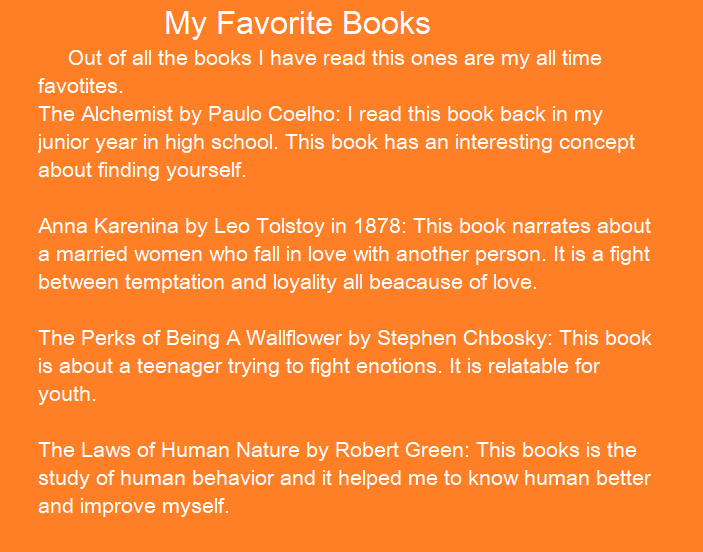 My Favorite Books
Out of all the books I have read this ones are my all time
favotites.
The Alchemist by Paulo Coelho: I read this book back in my
junior year in high school. This book has an interesting concept
about finding yourself.
Anna Karenina by Leo Tolstoy in 1878: This book narrates about
a married women who fall in love with another person. It is a fight
between temptation and loyality all beacause of love.
The Perks of Being A Wallflower by Stephen Chbosky: This book
is about a teenager trying to fight enotions. It is relatable for
youth.
The Laws of Human Nature by Robert Green: This books is the
study of human behavior and it helped me to know human better
and improve myself.